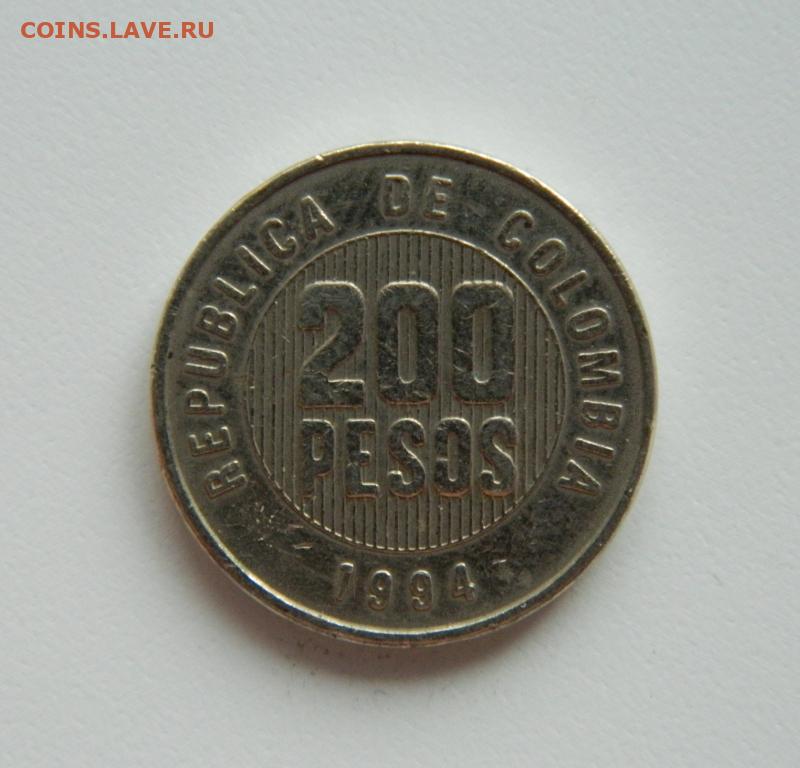 COINS.LAVE.RU
REPUBLICA DE COLOMBIA
200
PESOS
1994